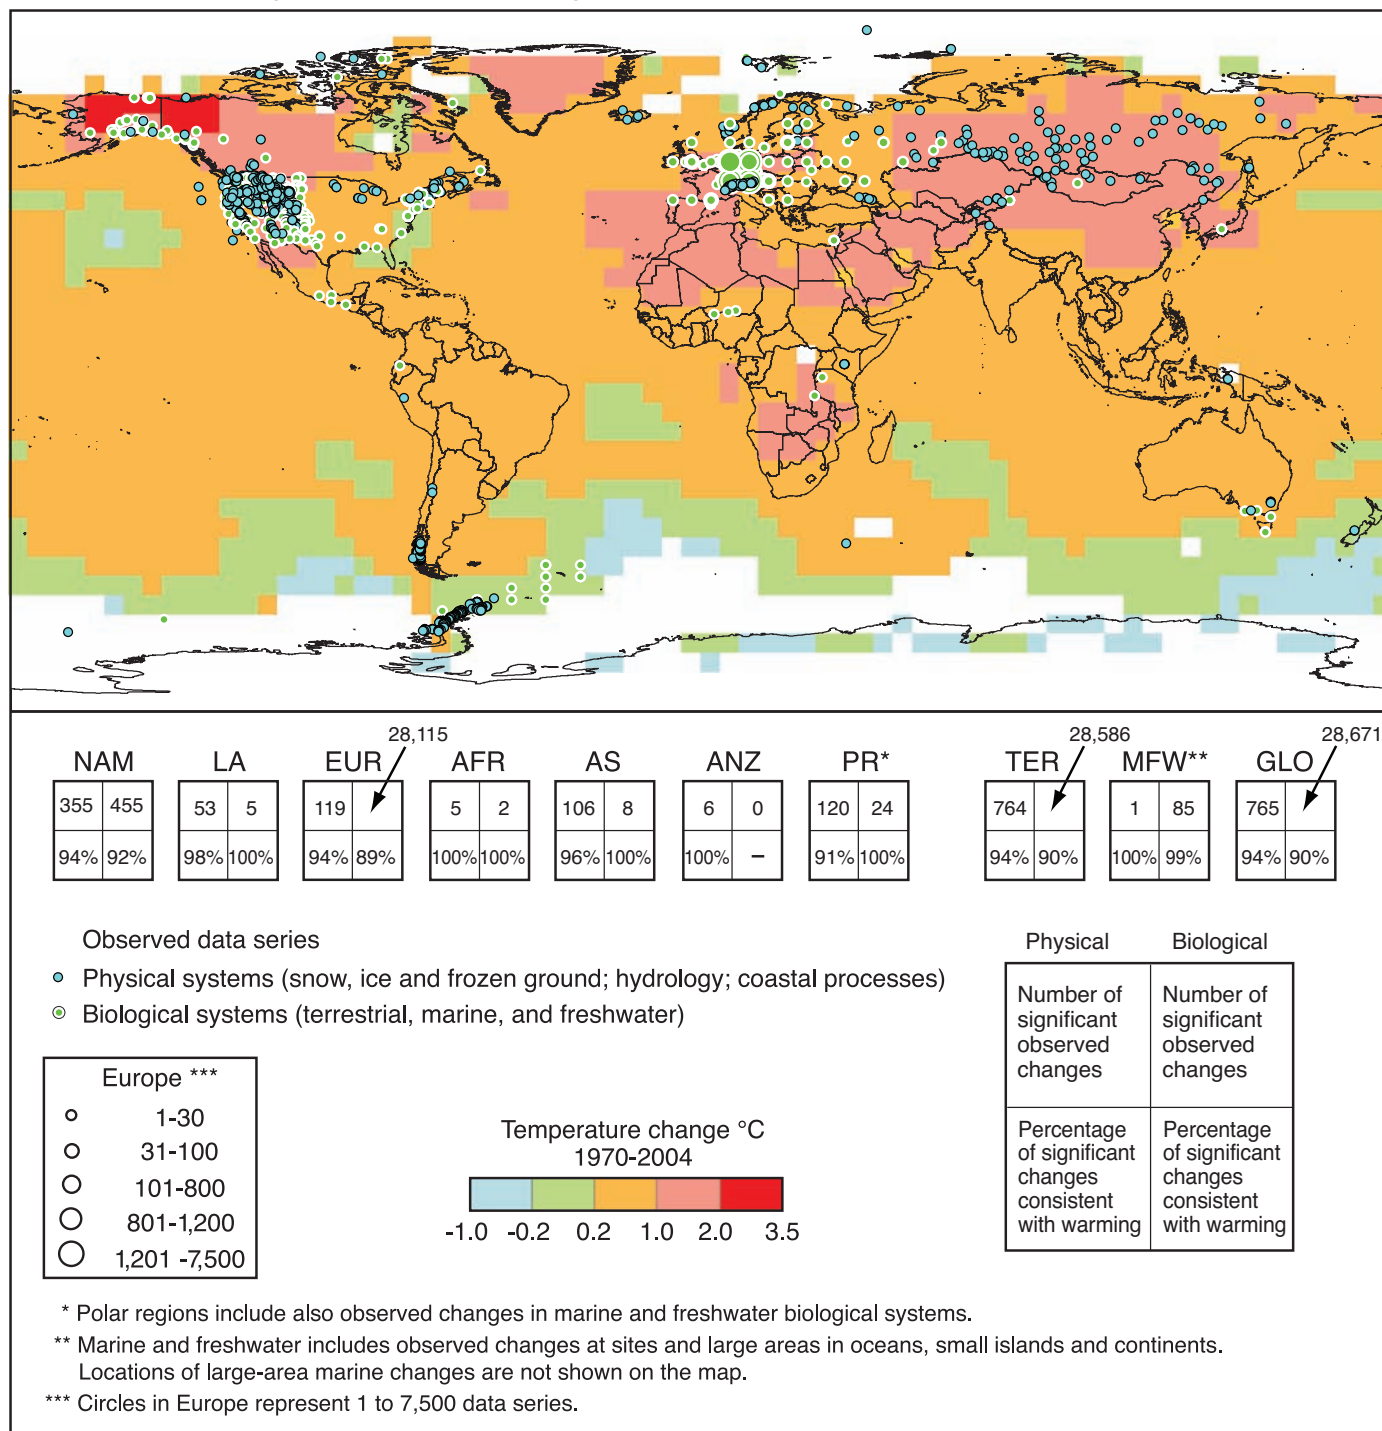 28,115
28,586
28,671
NAM LA EUR AFR AS ANZ PR* TER MFW** GLO
355 455 53 5 119 5 2 106 8 6 0 120 24 764 1 85 765
94% 92% 98% 100% 94% 89% 100% 100% 96% 100% 100% – 91% 100% 94% 90% 100% 99% 94% 90%
Observed data series
Physical systems (snow, ice and frozen ground; hydrology; coastal processes)
Biological systems (terrestrial, marine, and freshwater)
Europe ***
1-30
31-100
101-800
801-1,200
1,201 -7,500
Temperature change °C
1970-2004
-1.0 -0.2 0.2 1.0 2.0 3.5
Physical Biological
Number of Number of
significant significant
observed observed
changes changes
Percentage Percentage
of significant of significant
changes changes
consistent consistent
with warming with warming
* Polar regions include also observed changes in marine and freshwater biological systems.
** Marine and freshwater includes observed changes at sites and large areas in oceans, small islands and continents.
Locations of large-area marine changes are not shown on the map.
*** Circles in Europe represent 1 to 7,500 data series.